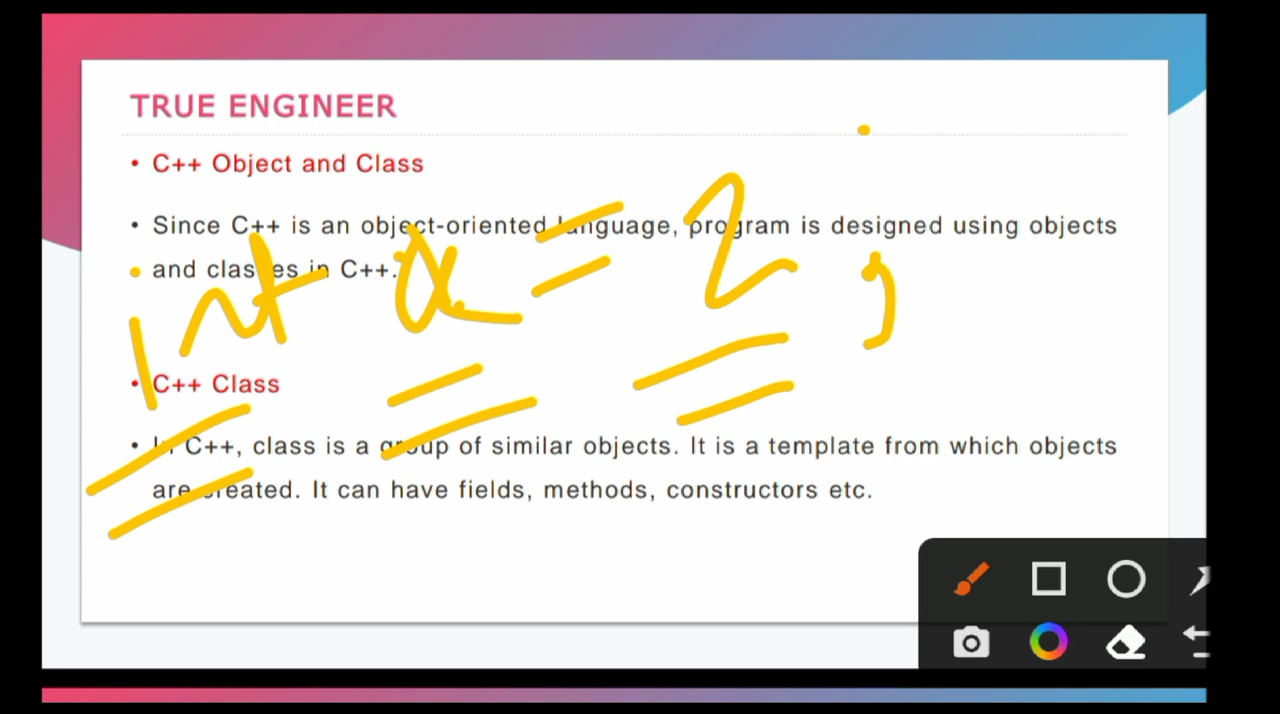 TRUE ENGINEER
• C++ Object and Class
• Since C++ is an object-oriented language, program is designed using objects
and classes in C++.
int a = 2 ;
• C++ Class
• In C++, class is a group of similar objects. It is a template from which objects
are created. It can have fields, methods, constructors etc.